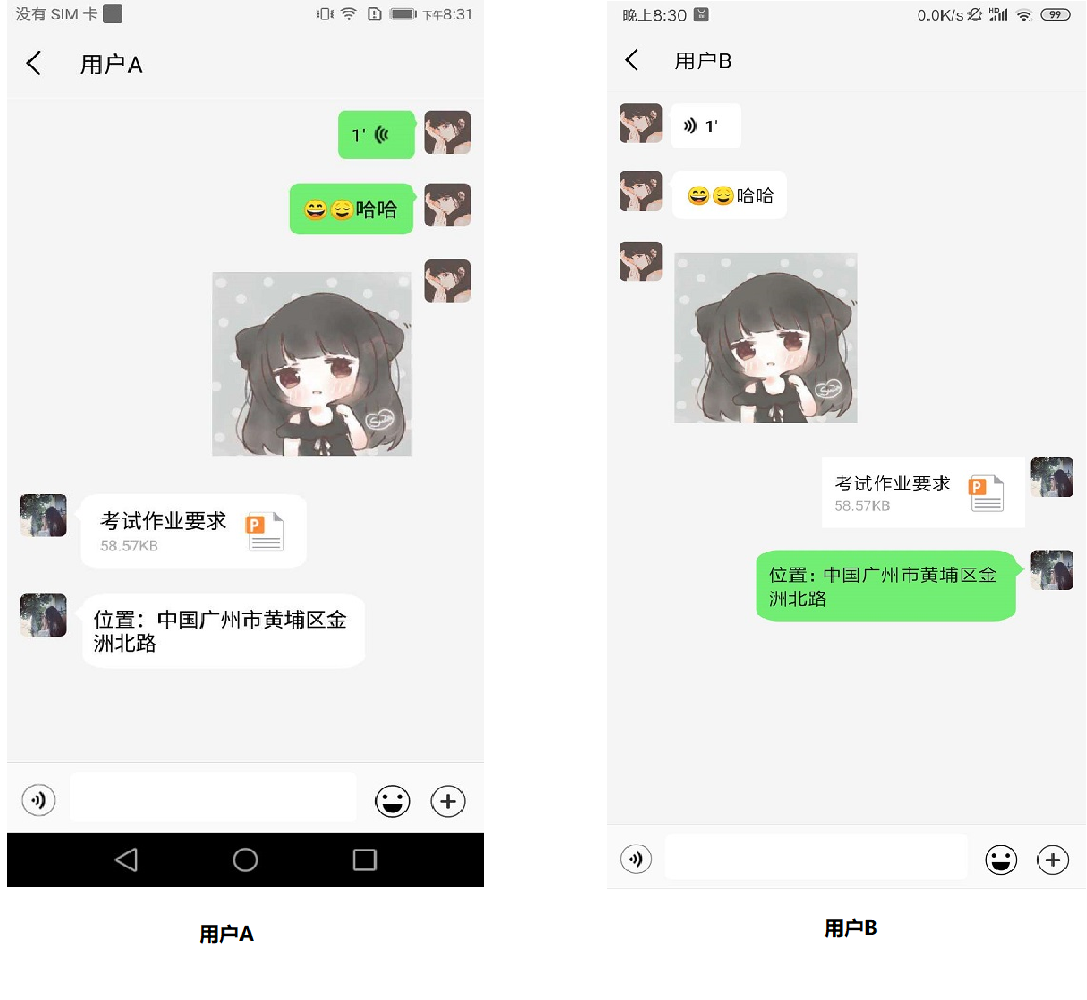 没有 SIM 卡
下午8:31
用户A
1'
哈哈
考试作业要求
P
58.57KB
位置：中国广州市黄埔区金
洲北路
用户A
晚上8:30
0.0K/s
HD
99
用户B
1'
哈哈
考试作业要求
P
58.57KB
位置：中国广州市黄埔区金
洲北路
用户B